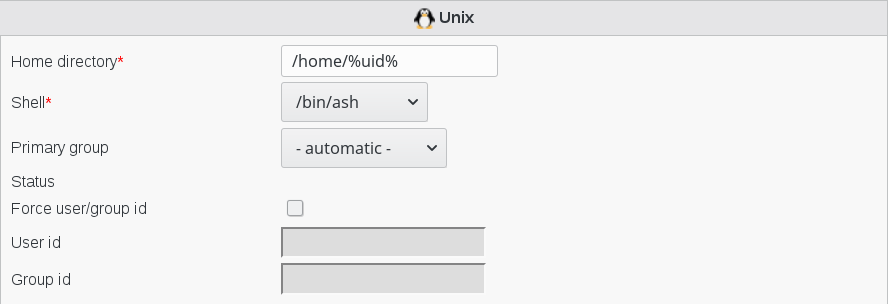 Unix
Home directory* /home/%uid%
Shell* /bin/ash
Primary group - automatic -
Status
Force user/group id
User id
Group id